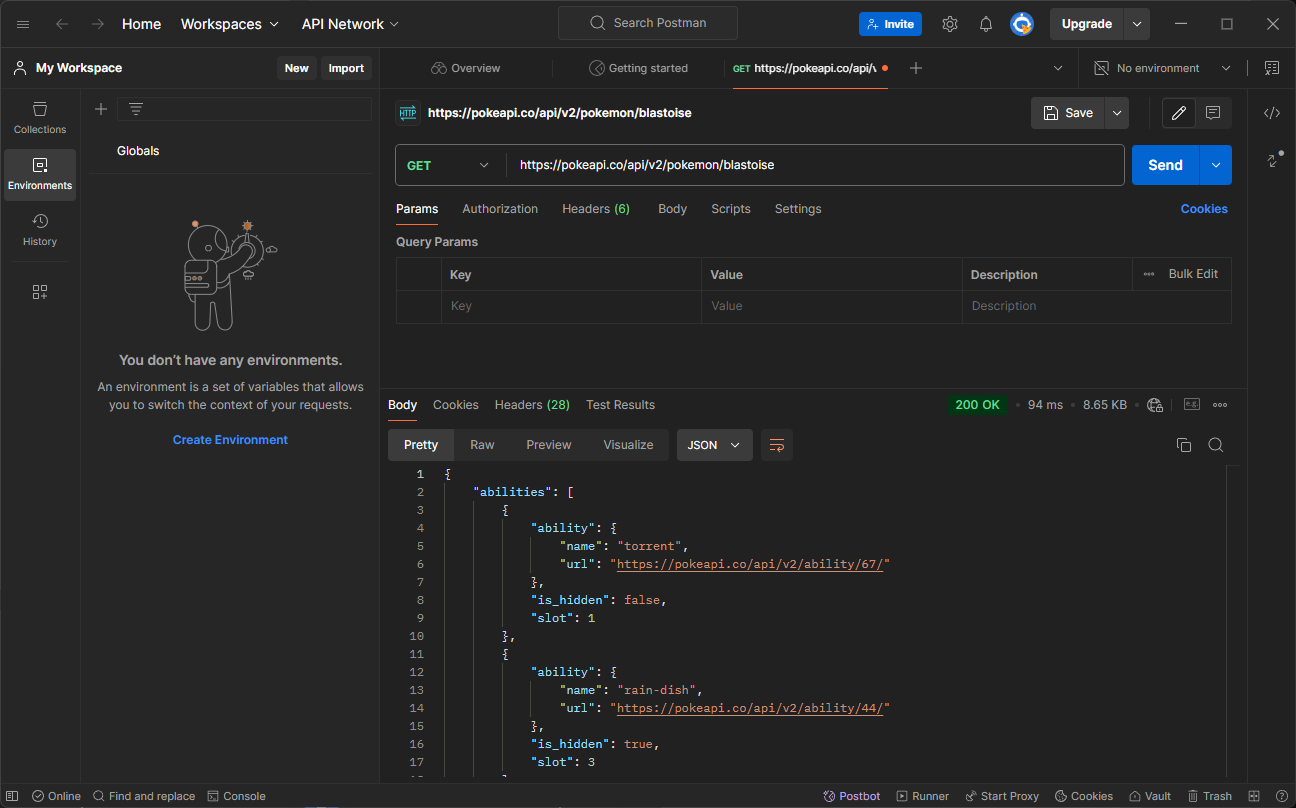 Home Workspaces API Network Search Postman Invite Upgrade
My Workspace New Import Overview Getting started GET https://pokeapi.co/api/v No environment
Collections
Environments
History
Globals
You don't have any environments.
An environment is a set of variables that allows
you to switch the context of your requests.
Create Environment
HTTP https://pokeapi.co/api/v2/pokemon/blastoise Save
GET https://pokeapi.co/api/v2/pokemon/blastoise Send
Params Authorization Headers (6) Body Scripts Settings Cookies
Query Params
Key Value Description Bulk Edit
Key Value Description
Body Cookies Headers (28) Test Results 200 OK 94 ms 8.65 KB
Pretty Raw Preview Visualize JSON
1 {
2 "abilities": [
3 {
4 "ability": {
5 "name": "torrent",
6 "url": "https://pokeapi.co/api/v2/ability/67/"
7 },
8 "is_hidden": false,
9 "slot": 1
10 },
11 {
12 "ability": {
13 "name": "rain-dish",
14 "url": "https://pokeapi.co/api/v2/ability/44/"
15 },
16 "is_hidden": true,
17 "slot": 3
Online Find and replace Console Postbot Runner Start Proxy Cookies Vault Trash